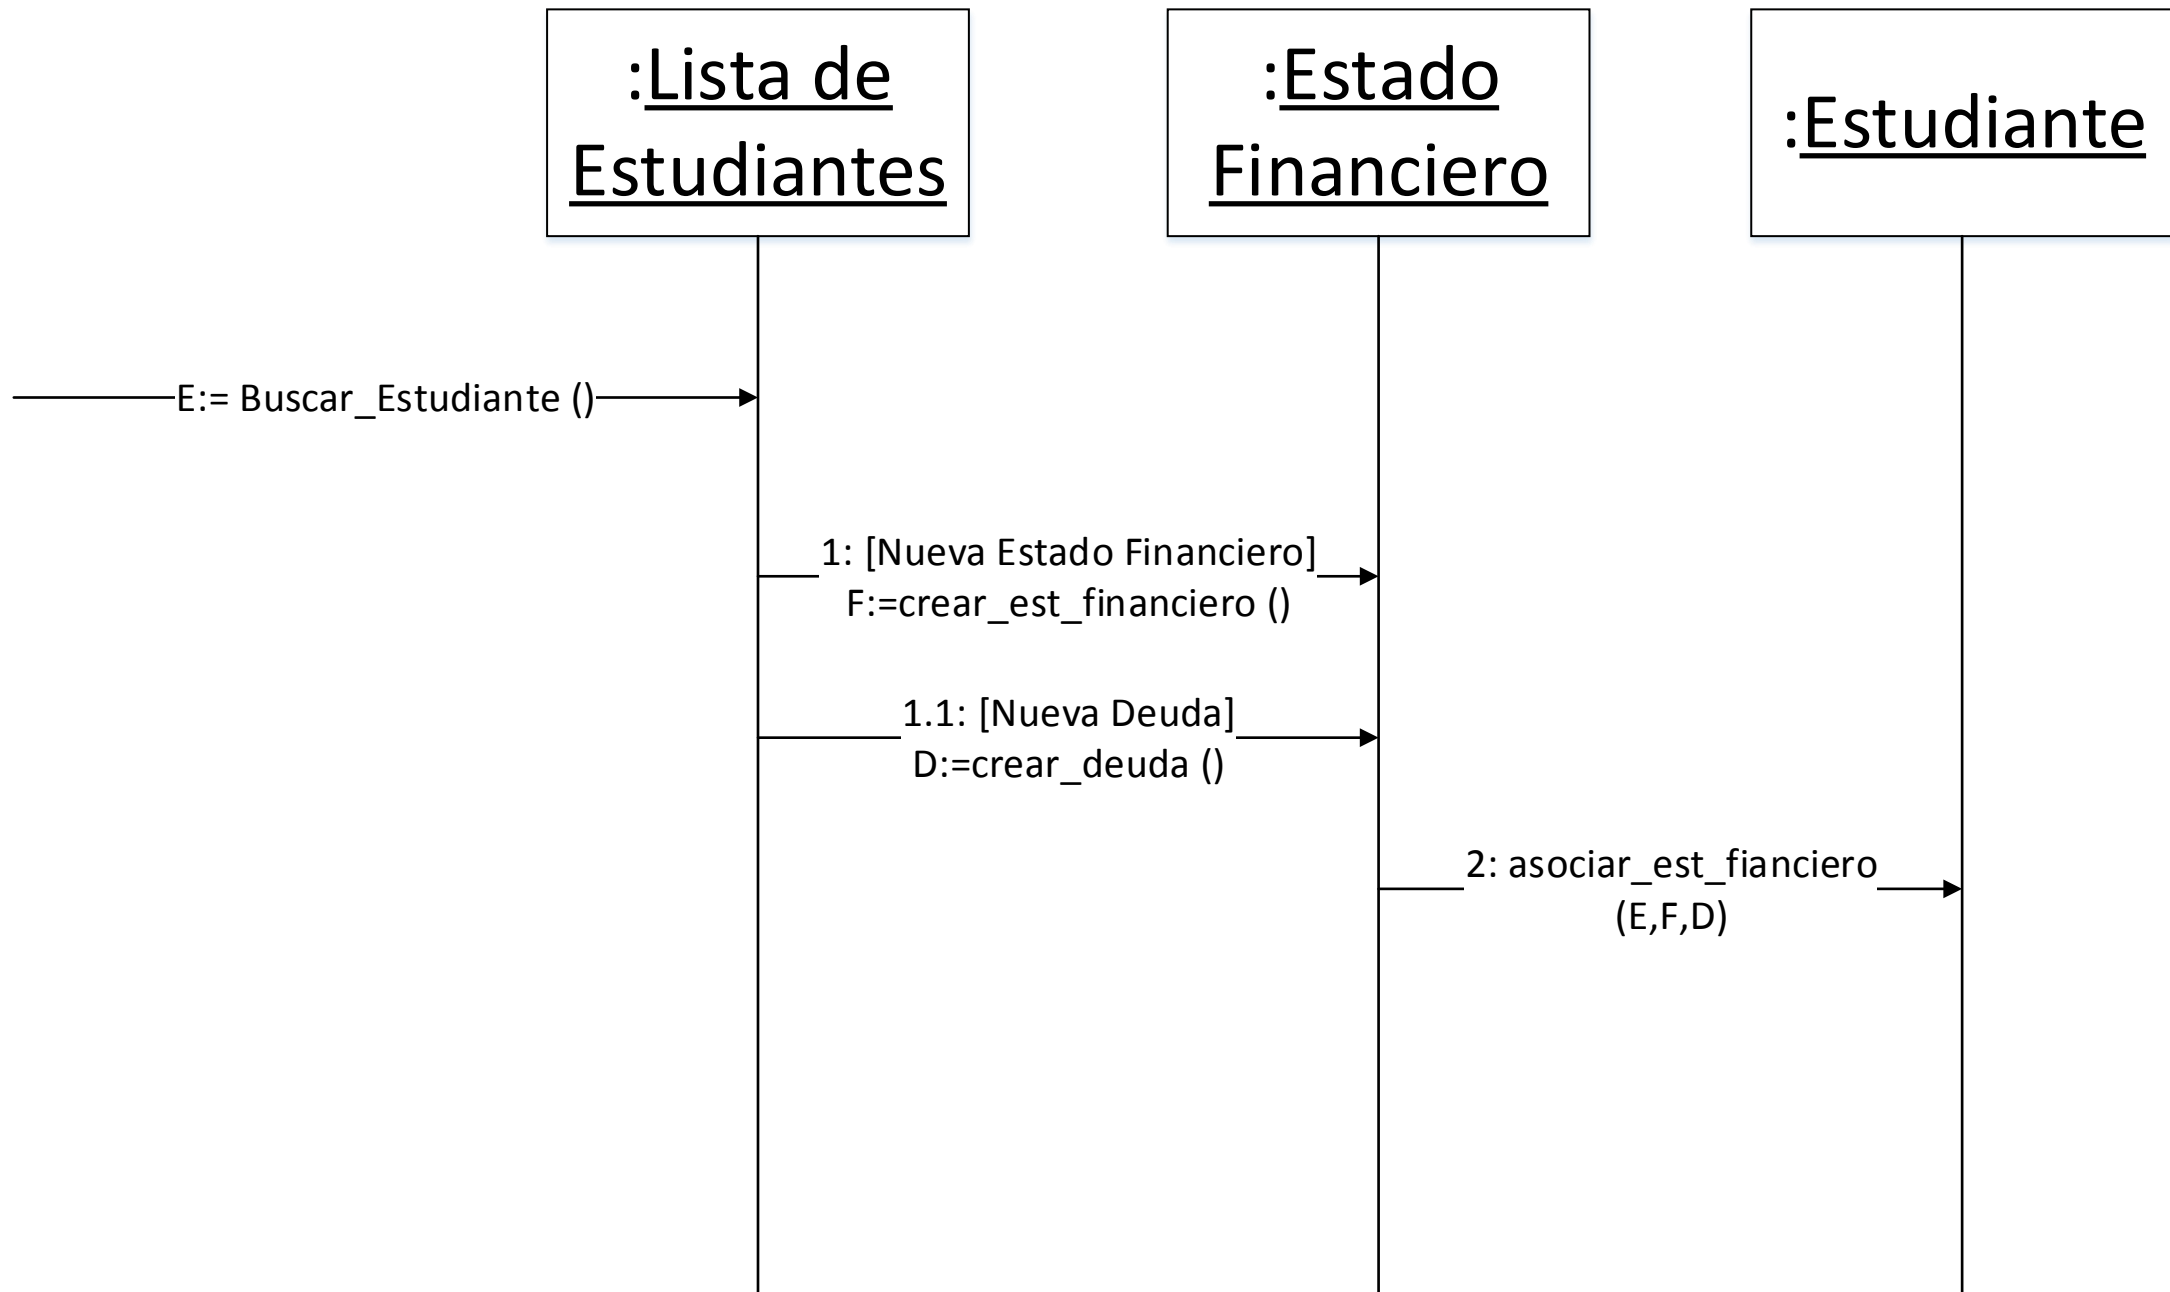 :Lista de
Estudiantes
:Estado
Financiero
:Estudiante
E:= Buscar_Estudiante ()
1: [Nueva Estado Financiero]
F:=crear_est_financiero ()
1.1: [Nueva Deuda]
D:=crear_deuda ()
2: asociar_est_fianciero
(E,F,D)